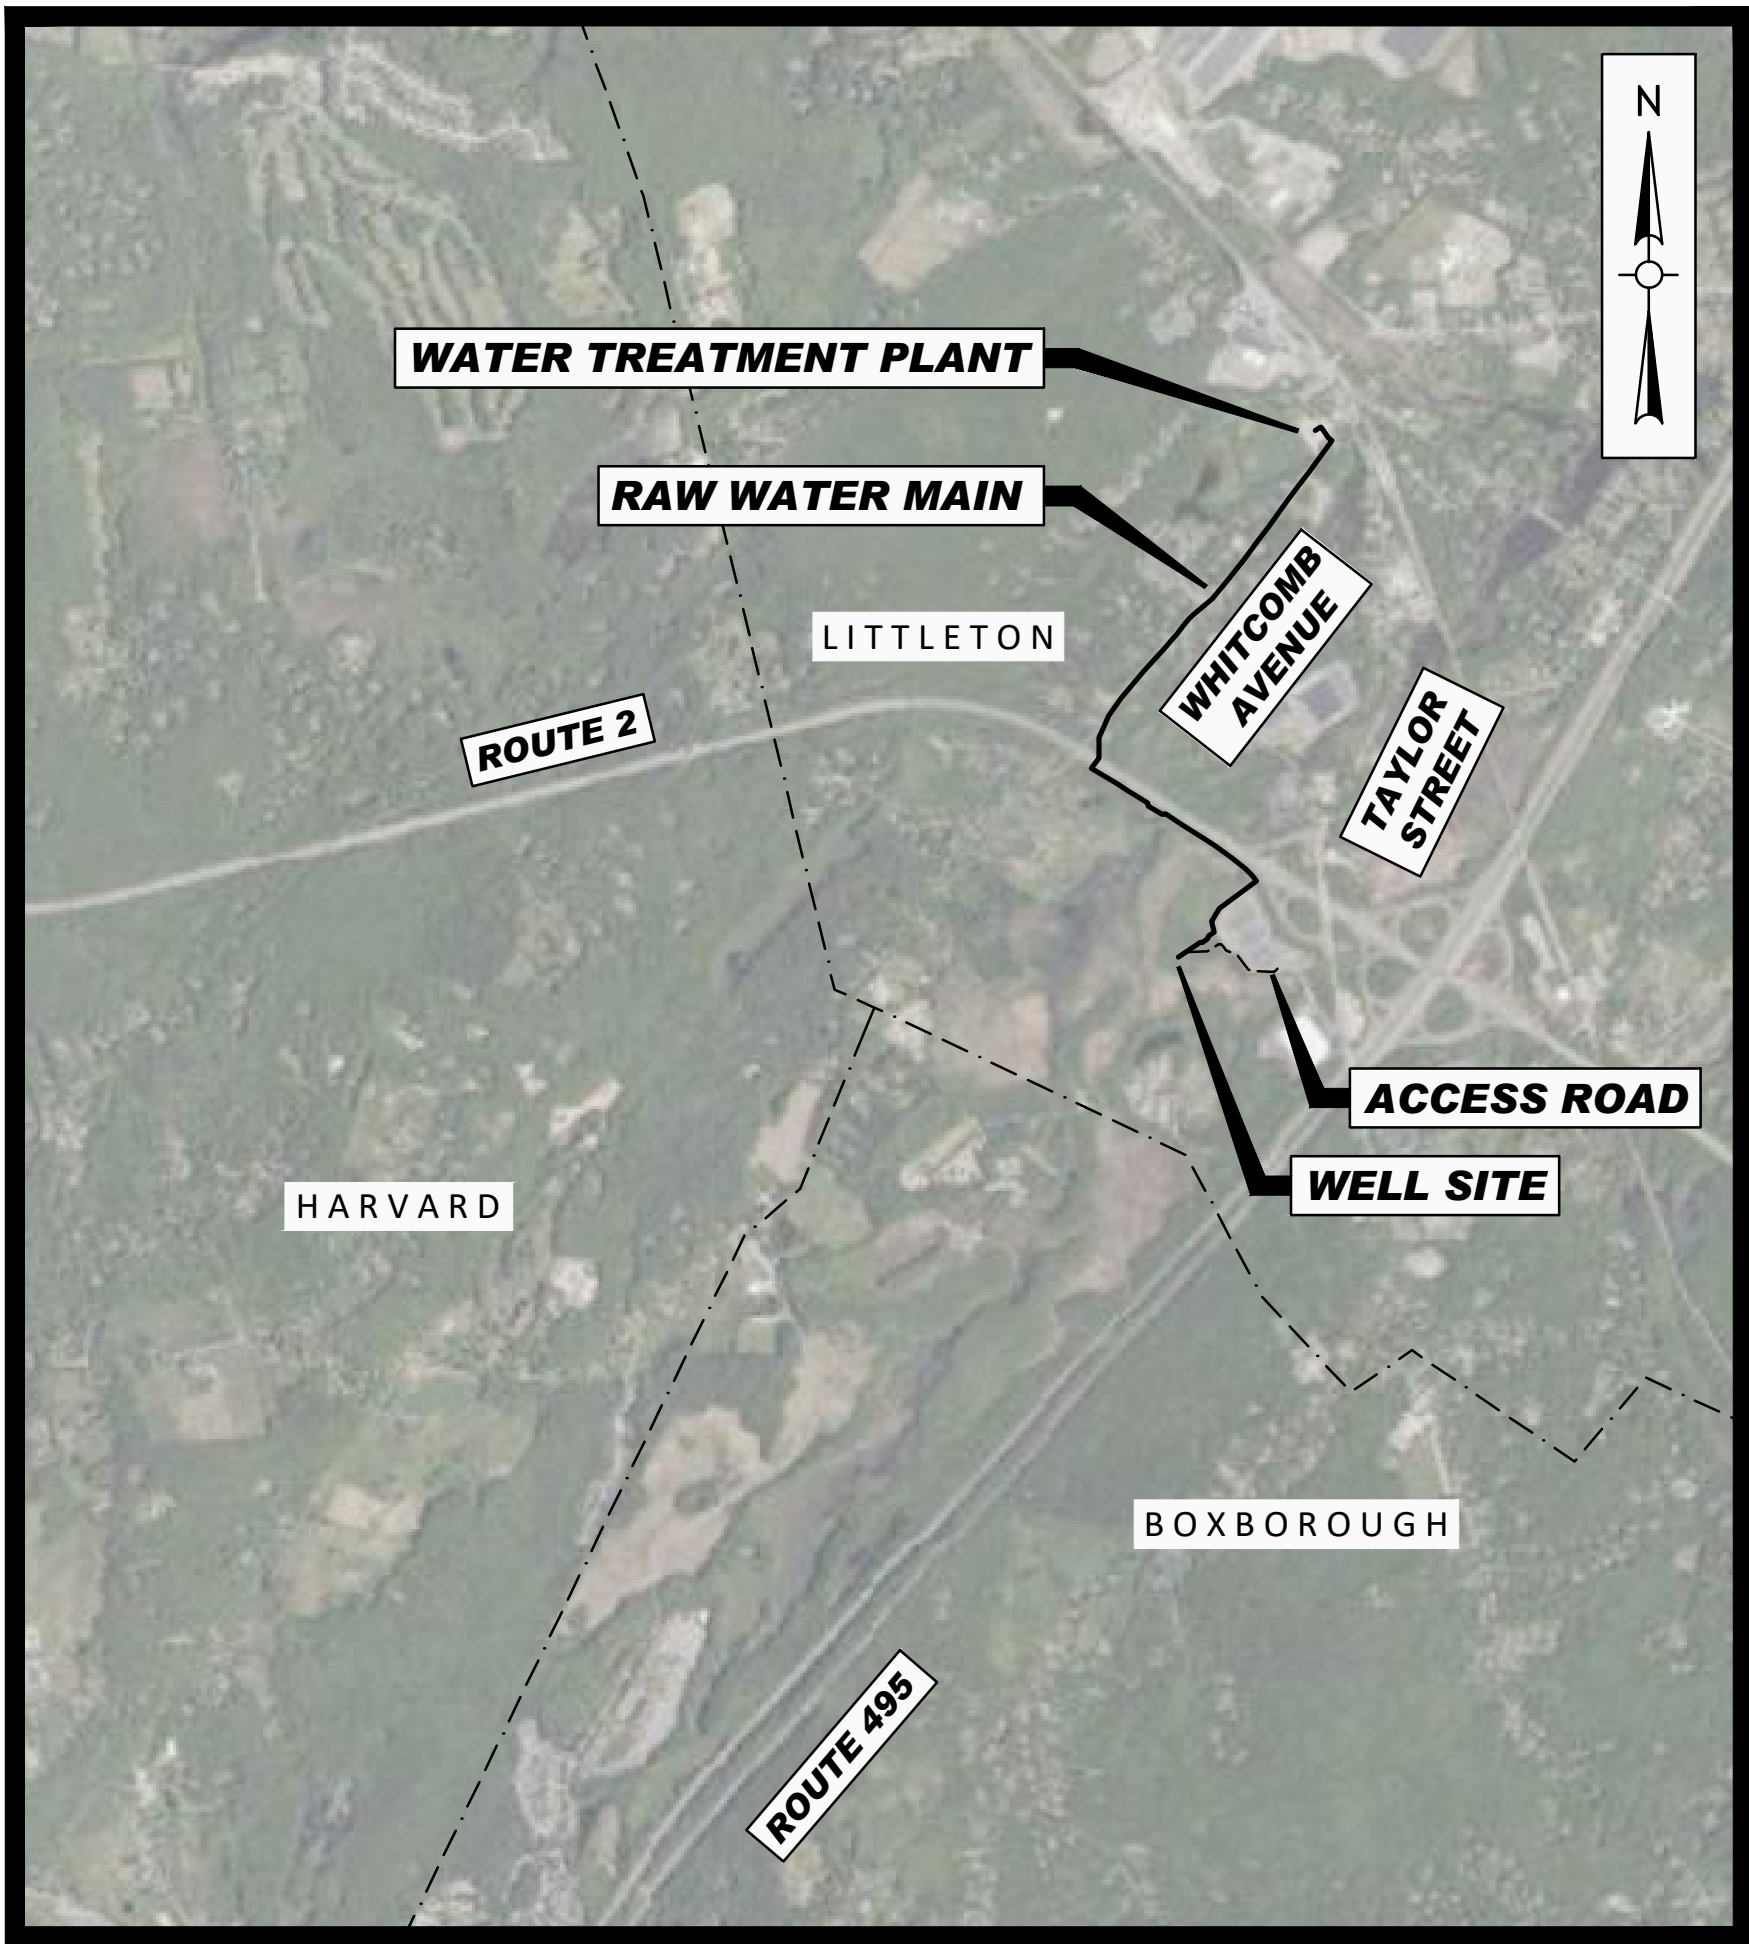 N
WATER TREATMENT PLANT
RAW WATER MAIN
WHITCOMB
AVENUE
LITTLETON
TAYLOR
STREET
ROUTE 2
ACCESS ROAD
WELL SITE
HARVARD
BOXBOROUGH
ROUTE 495